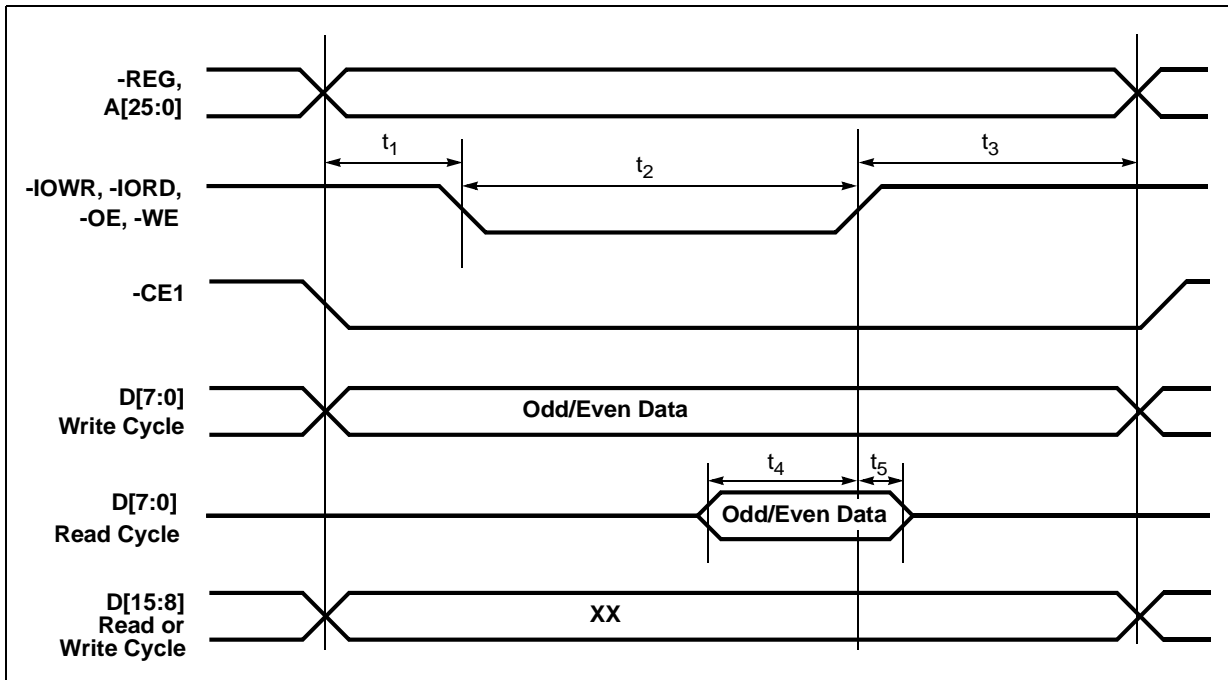 -REG,
A[25:0]
t1
t2
t3
-IOWR, -IORD,
-OE, -WE
-CE1
D[7:0]
Write Cycle
Odd/Even Data
t4
t5
D[7:0]
Read Cycle
Odd/Even Data
D[15:8]
Read or
Write Cycle
XX